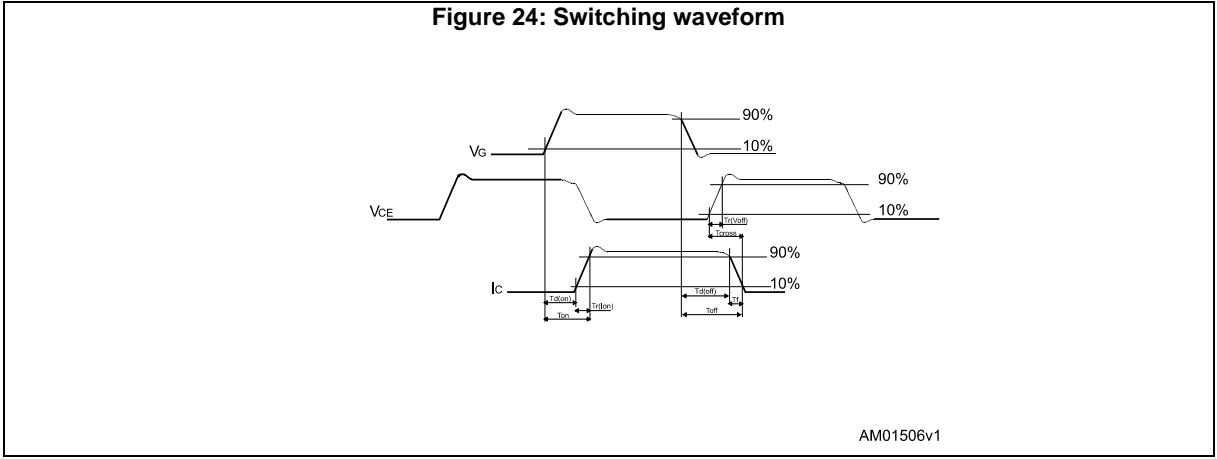 Figure 24: Switching waveform
90%
VG
10%
90%
VCE
10%
Tr(Voff)
Tcross
90%
IC
10%
Td(on)
Td(off)
Tf
Tr(Ion)
Ton
Toff
AM01506v1